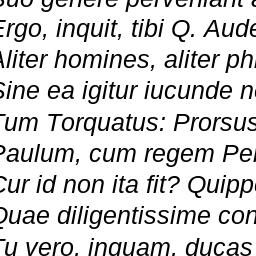 suo genere perveniant a
Ergo, inquit, tibi Q. Aude
Aliter homines, aliter ph
Sine ea igitur iucunde n
Tum Torquatus: Prorsus
Paulum, cum regem Pe
Cur id non ita fit? Quipp
Quae diligentissime con
Tu vero, inquam, ducas